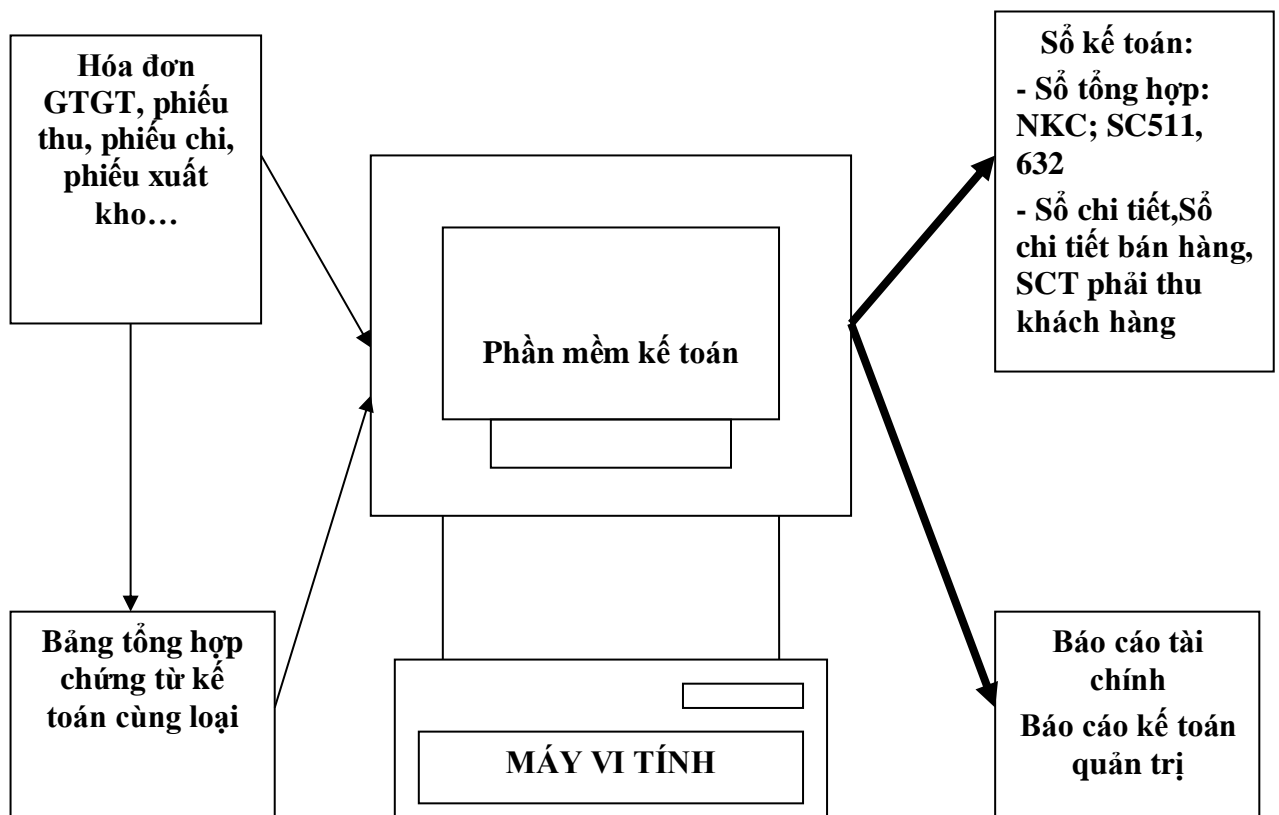 Hóa đơn
GTGT, phiếu
thu, phiếu chi,
phiếu xuất
kho…
Bảng tổng hợp
chứng từ kế
toán cùng loại
Phần mềm kế toán
MÁY VI TÍNH
Sổ kế toán:
- Sổ tổng hợp:
NKC; SC511,
632
- Sổ chi tiết,Sổ
chi tiết bán hàng,
SCT phải thu
khách hàng
Báo cáo tài
chính
Báo cáo kế toán
quản trị